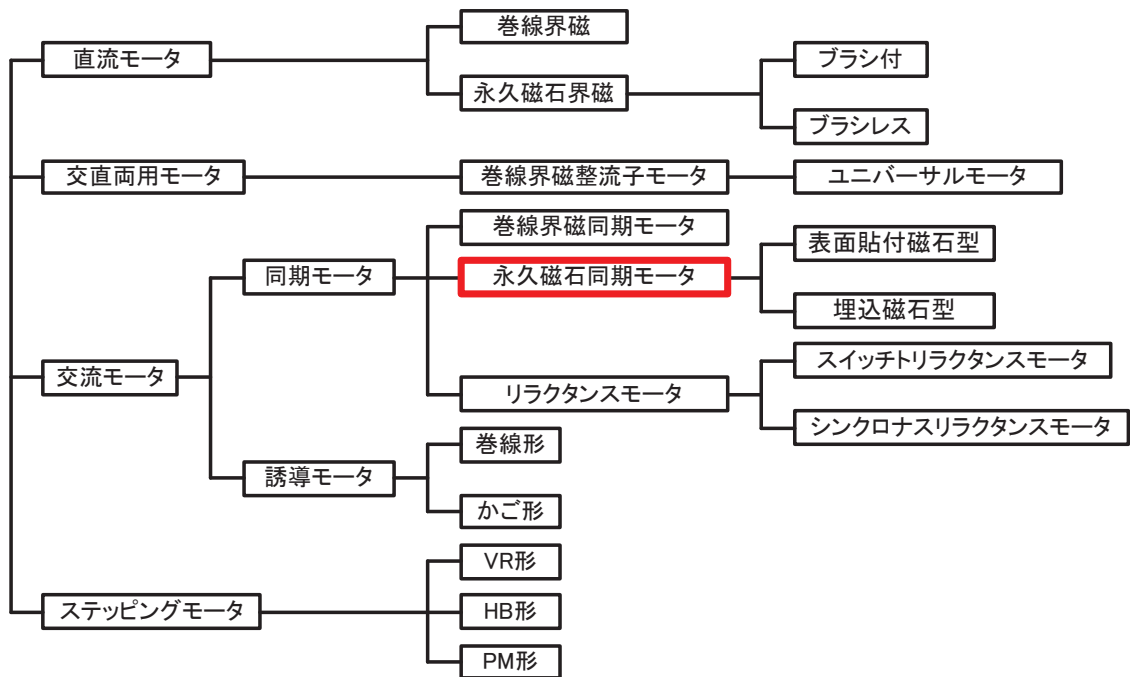 直流モータ
巻線界磁
永久磁石界磁
ブラシ付
ブラシレス
交直両用モータ
巻線界磁整流子モータ
ユニバーサルモータ
交流モータ
同期モータ
巻線界磁同期モータ
永久磁石同期モータ
表面貼付磁石型
埋込磁石型
リラクタンスモータ
スイッチトリラクタンスモータ
シンクロナスリラクタンスモータ
誘導モータ
巻線形
かご形
ステッピングモータ
VR形
HB形
PM形